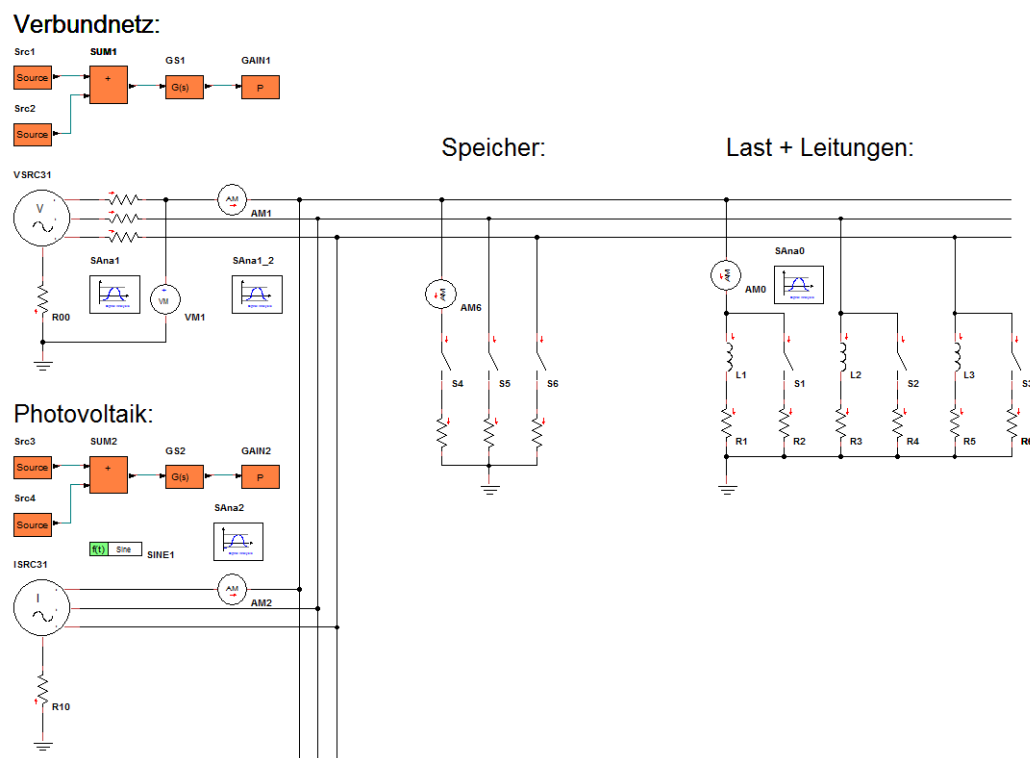 Verbundnetz:
Src1
SUM1
GS1
GAIN1
Source
+
G(s)
P
Src2
Source
Speicher:
Last + Leitungen:
VSRC31
V
AM
AM1
SAna1
SAna1_2
SAna0
VM
VM1
R00
AM
AM6
AM
AM0
S4
S5
S6
L1
S1
L2
S2
L3
S3
R1
R2
R3
R4
R5
R6
Photovoltaik:
Src3
SUM2
GS2
GAIN2
Source
+
G(s)
P
Src4
Source
SAna2
f(t)
Sine
SINE1
ISRC31
I
AM
AM2
R10